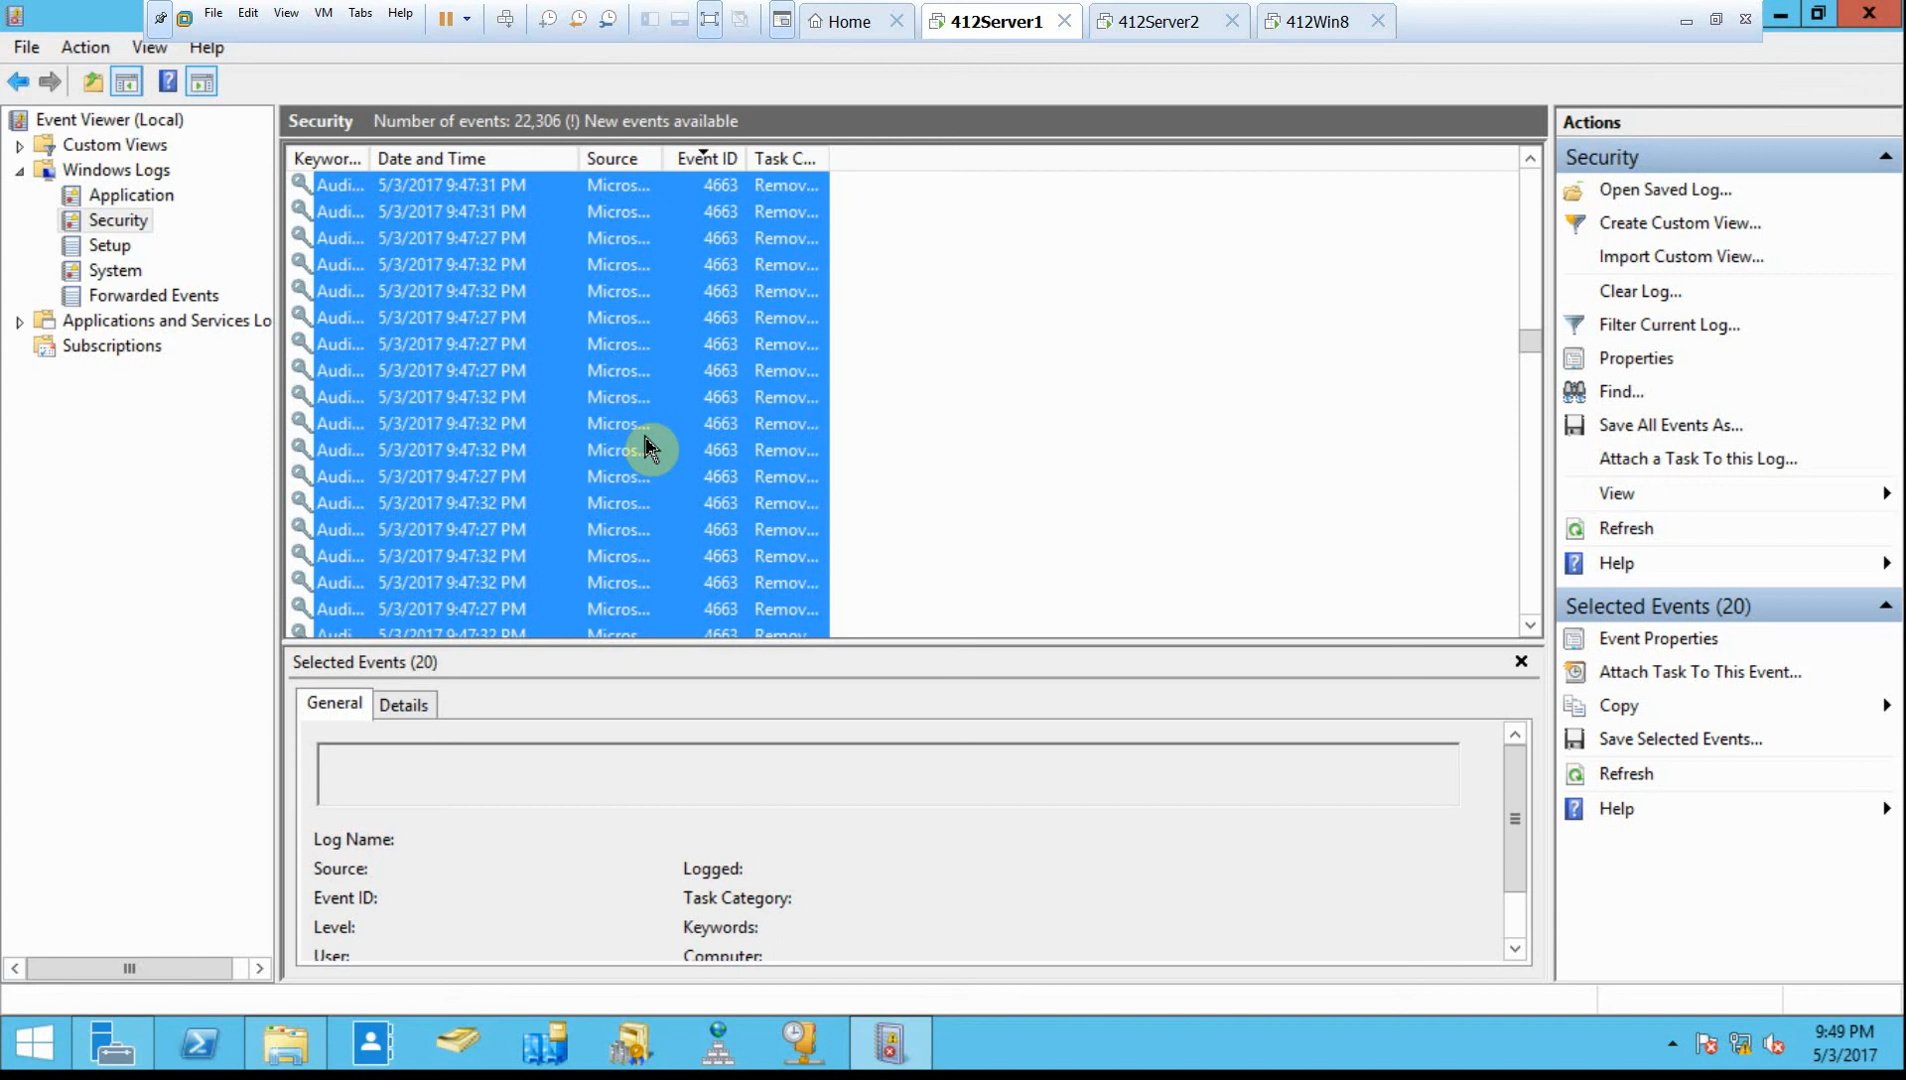 File Edit View VM Tabs Help Home 412Server1 412Server2 412Win8
File Action View Help
Event Viewer (Local)
Custom Views
Windows Logs
Application
Security
Setup
System
Forwarded Events
Applications and Services Lo
Subscriptions
Security Number of events: 22,306 (!) New events available
Keywor... Date and Time Source Event ID Task C...
Audi... 5/3/2017 9:47:31 PM Micros... 4663 Remov...
Audi... 5/3/2017 9:47:31 PM Micros... 4663 Remov...
Audi... 5/3/2017 9:47:27 PM Micros... 4663 Remov...
Audi... 5/3/2017 9:47:32 PM Micros... 4663 Remov...
Audi... 5/3/2017 9:47:32 PM Micros... 4663 Remov...
Audi... 5/3/2017 9:47:27 PM Micros... 4663 Remov...
Audi... 5/3/2017 9:47:27 PM Micros... 4663 Remov...
Audi... 5/3/2017 9:47:27 PM Micros... 4663 Remov...
Audi... 5/3/2017 9:47:32 PM Micros... 4663 Remov...
Audi... 5/3/2017 9:47:32 PM Micros... 4663 Remov...
Audi... 5/3/2017 9:47:32 PM Micros... 4663 Remov...
Audi... 5/3/2017 9:47:27 PM Micros... 4663 Remov...
Audi... 5/3/2017 9:47:32 PM Micros... 4663 Remov...
Audi... 5/3/2017 9:47:27 PM Micros... 4663 Remov...
Audi... 5/3/2017 9:47:32 PM Micros... 4663 Remov...
Audi... 5/3/2017 9:47:32 PM Micros... 4663 Remov...
Audi... 5/3/2017 9:47:27 PM Micros... 4663 Remov...
Audi... 5/3/2017 9:47:32 PM Micros... 4663 Remov...
Selected Events (20)
General Details
Log Name:
Source: Logged:
Event ID: Task Category:
Level: Keywords:
User: Computer:
Actions
Security
Open Saved Log...
Create Custom View...
Import Custom View...
Clear Log...
Filter Current Log...
Properties
Find...
Save All Events As...
Attach a Task To this Log...
View
Refresh
Help
Selected Events (20)
Event Properties
Attach Task To This Event...
Copy
Save Selected Events...
Refresh
Help
9:49 PM
5/3/2017